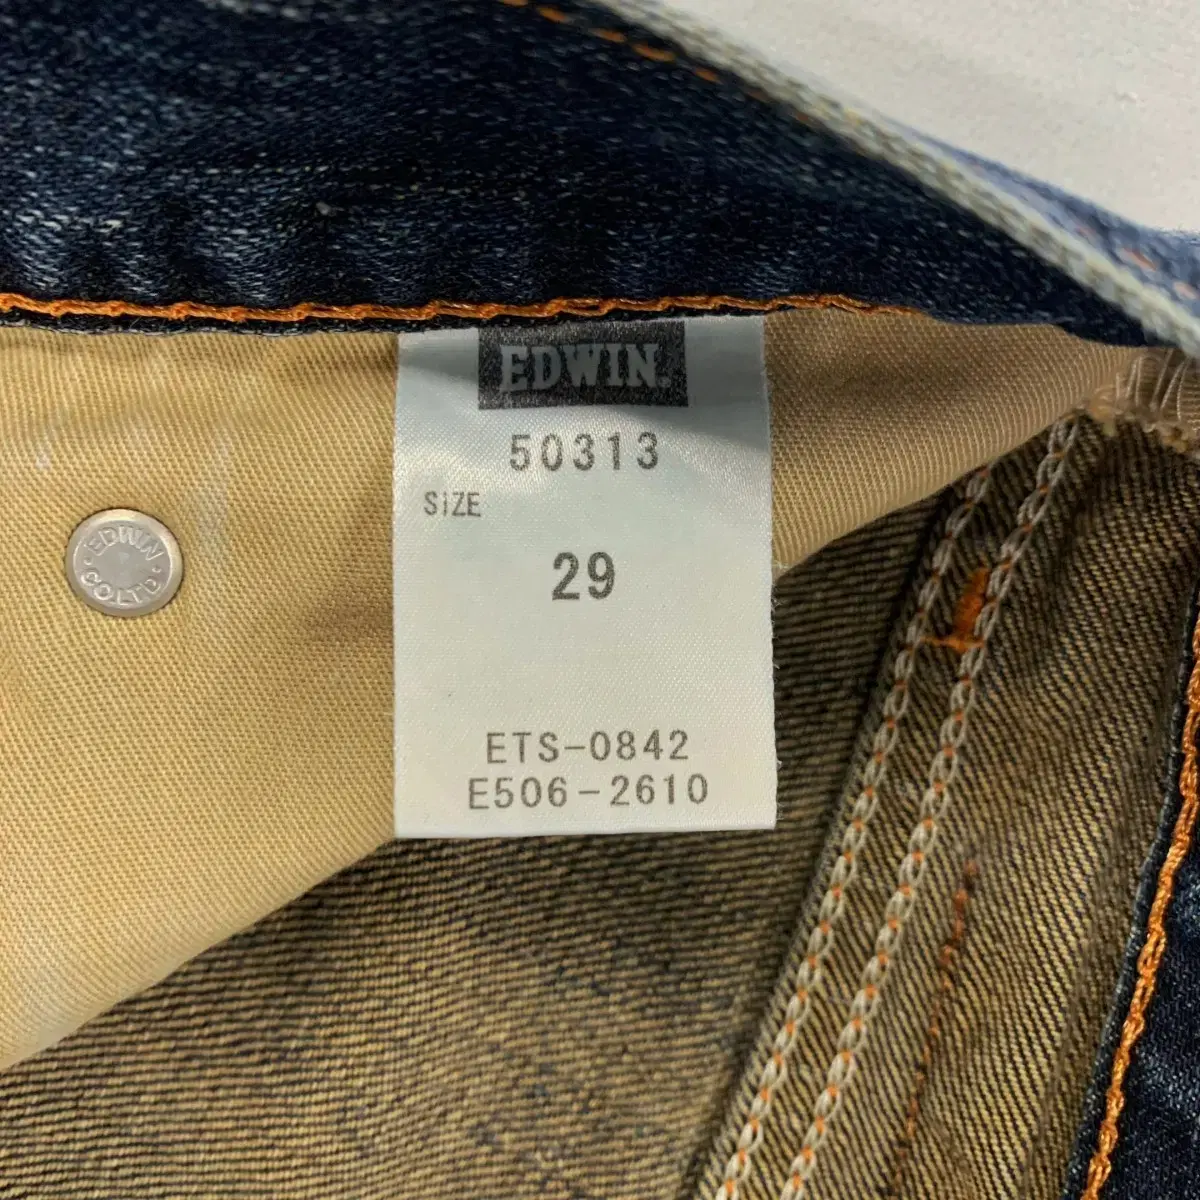 EDWIN.
50313
SiZE
29
ETS-0842
E506-2610
EDWIN
CO.LTD